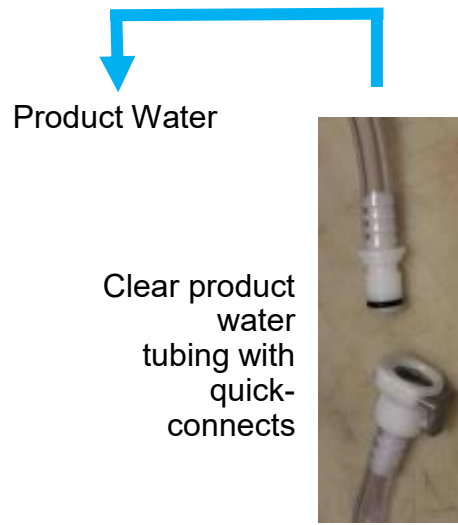 Product Water
Clear product
water
tubing with
quick-
connects